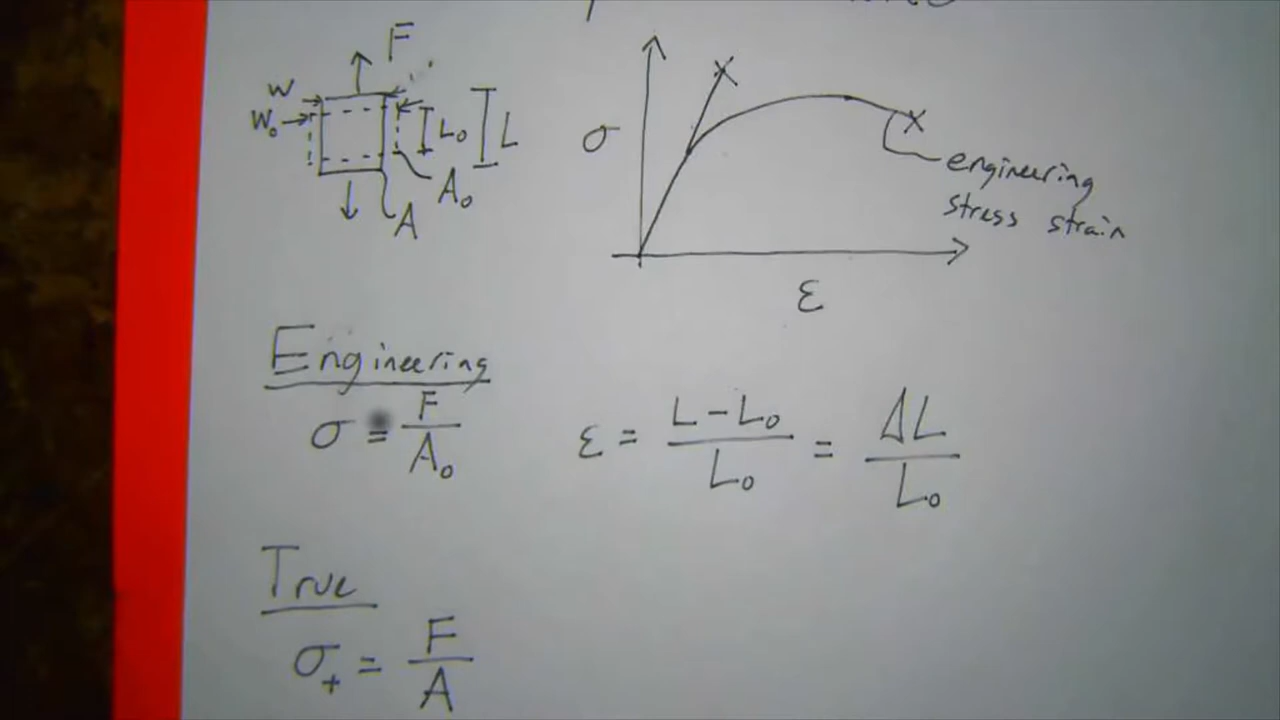 F
W
W₀
L₀
L
A₀
A
σ
ε
engineering
stress strain
Engineering
σ = F/A₀
ε = L-L₀/L₀ = ΔL/L₀
True
σₜ = F/A